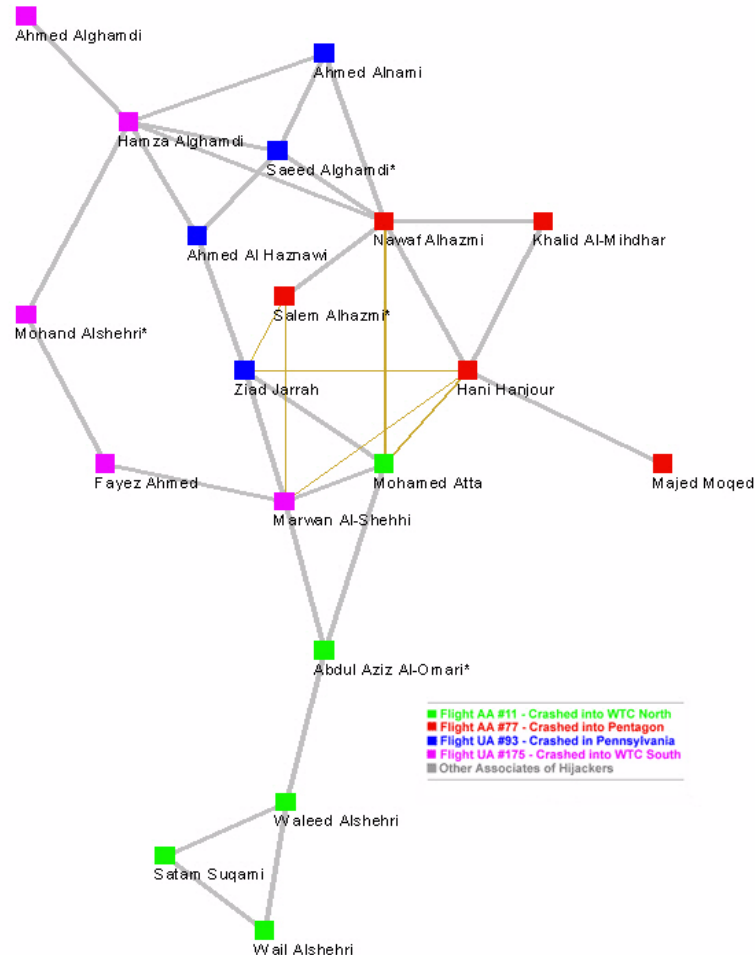 Ahmed Alghamdi
Ahmed Alnami
Hamza Alghamdi
Saeed Alghamdi*
Nawaf Alhazmi
Khalid Al-Mihdhar
Ahmed Al Haznawi
Salem Alhazmi*
Mohand Alshehri*
Ziad Jarrah
Hani Hanjour
Fayez Ahmed
Mohamed Atta
Majed Moqed
Marwan Al-Shehhi
Abdul Aziz Al-Omari*
Flight AA #11 - Crashed into WTC North
Flight AA #77 - Crashed into Pentagon
Flight UA #93 - Crashed in Pennsylvania
Flight UA #175 - Crashed into WTC South
Other Associates of Hijackers
Waleed Alshehri
Satam Suqami
Wail Alshehri